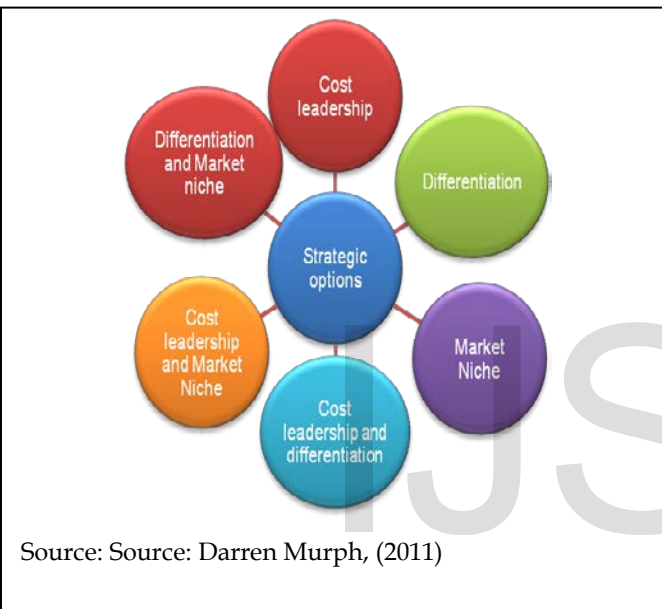 Cost
leadership
Differentiation
and Market
niche
Differentiation
Strategic
options
Cost
leadership
and Market
Niche
Market
Niche
Cost
leadership and
differentiation
IJS
Source: Source: Darren Murph, (2011)